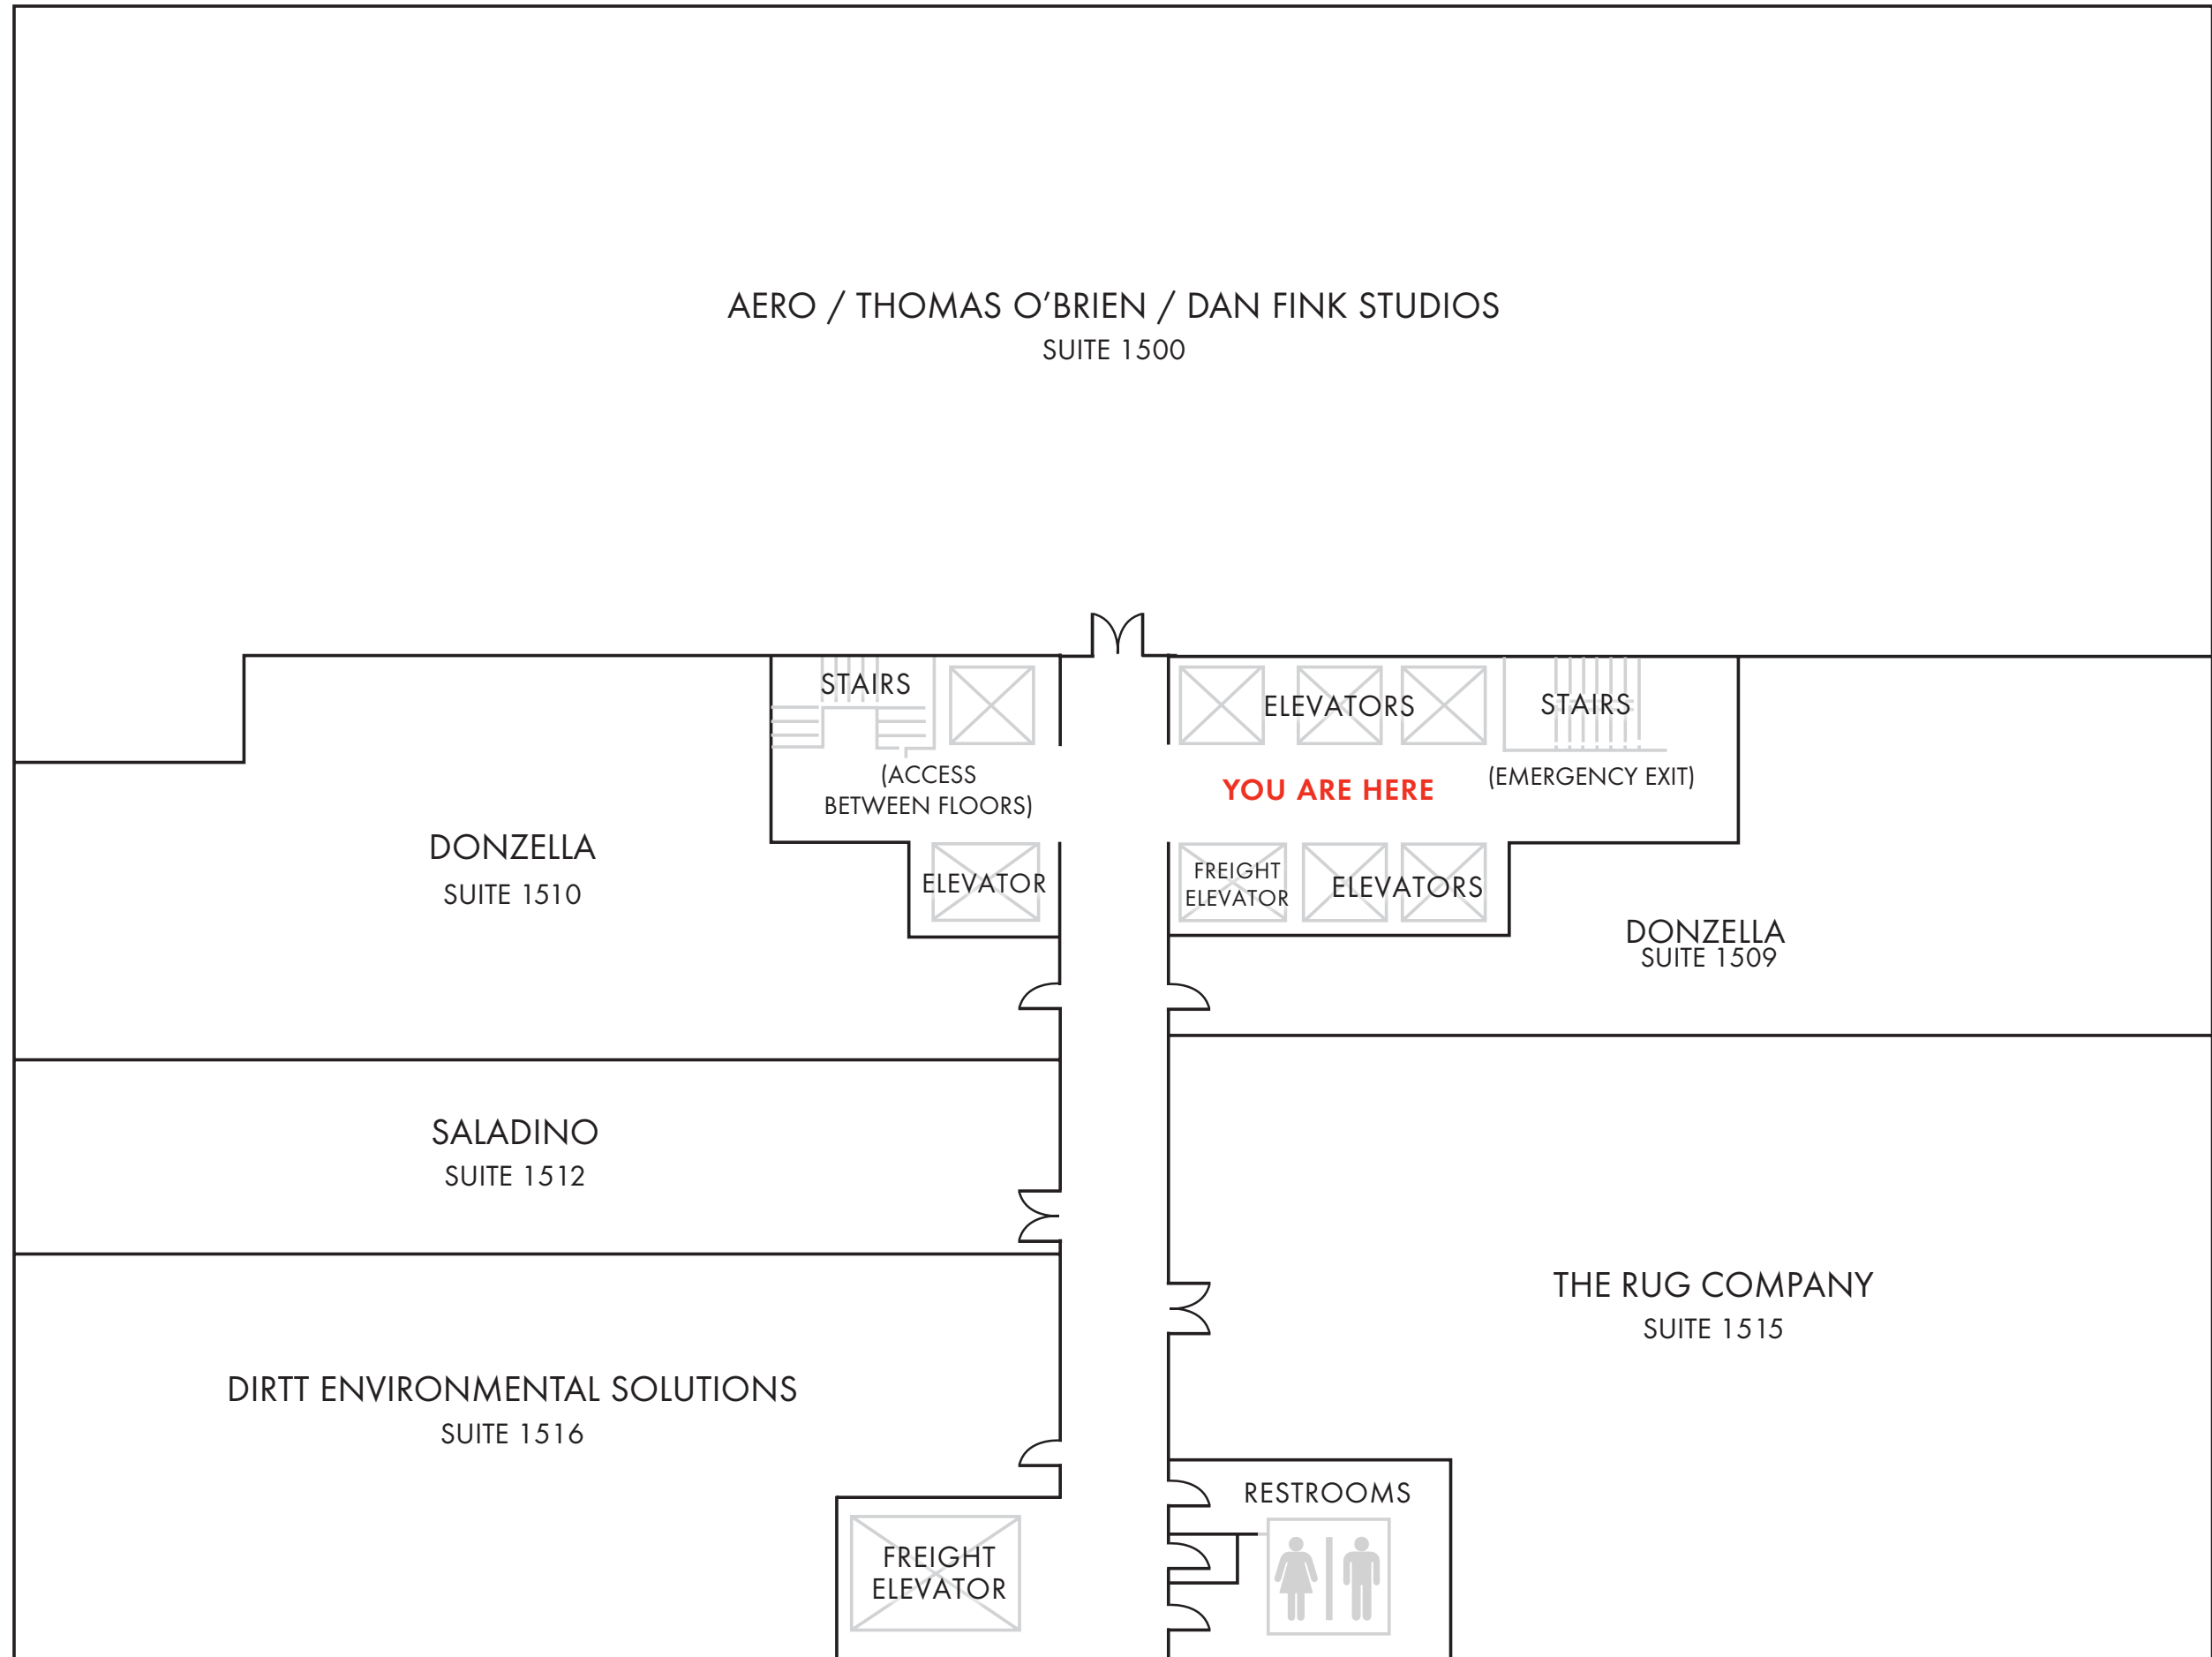 AERO / THOMAS O’BRIEN / DAN FINK STUDIOS
SUITE 1500
STAIRS
(ACCESS
BETWEEN FLOORS)
ELEVATOR
ELEVATORS
STAIRS
YOU ARE HERE
(EMERGENCY EXIT)
FREIGHT
ELEVATOR
ELEVATORS
DONZELLA
SUITE 1510
DONZELLA
SUITE 1509
SALADINO
SUITE 1512
THE RUG COMPANY
SUITE 1515
DIRTT ENVIRONMENTAL SOLUTIONS
SUITE 1516
RESTROOMS
FREIGHT
ELEVATOR